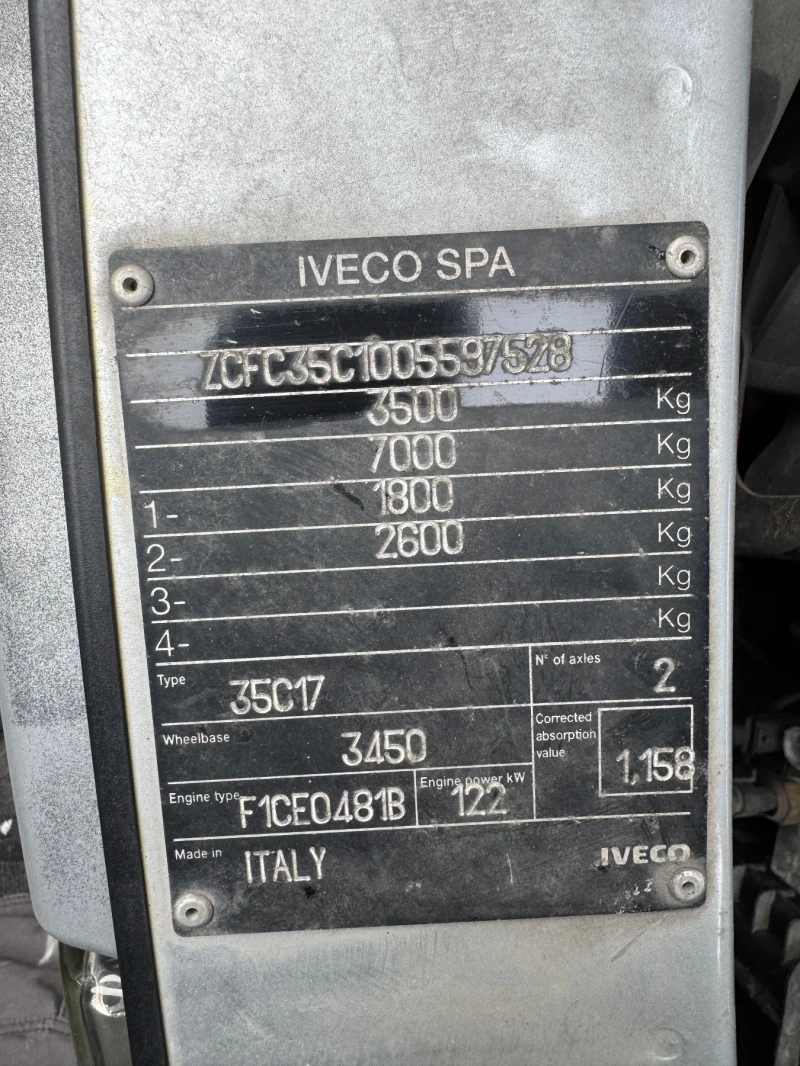 IVECO SPA
ZCFC35C1005597528
3500 Kg
7000 Kg
1- 1800 Kg
2- 2600 Kg
3- Kg
4- Kg
Type 35C17
N° of axles 2
Wheelbase 3450
Corrected absorption value 1,158
Engine type F1CE0481B
Engine power kW 122
Made in ITALY
IVECO